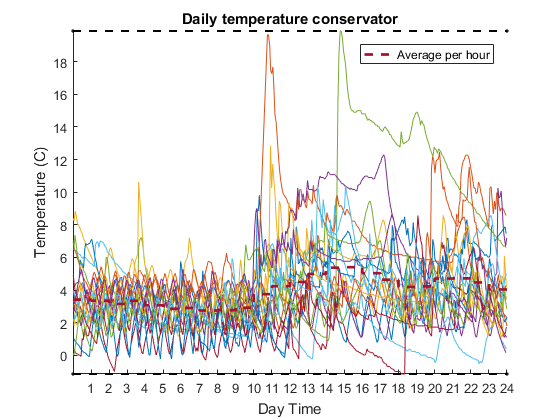 Daily temperature conservator
Average per hour
Temperature (C)
18
16
14
12
10
8
6
4
2
0
1 2 3 4 5 6 7 8 9 10 11 12 13 14 15 16 17 18 19 20 21 22 23 24
Day Time